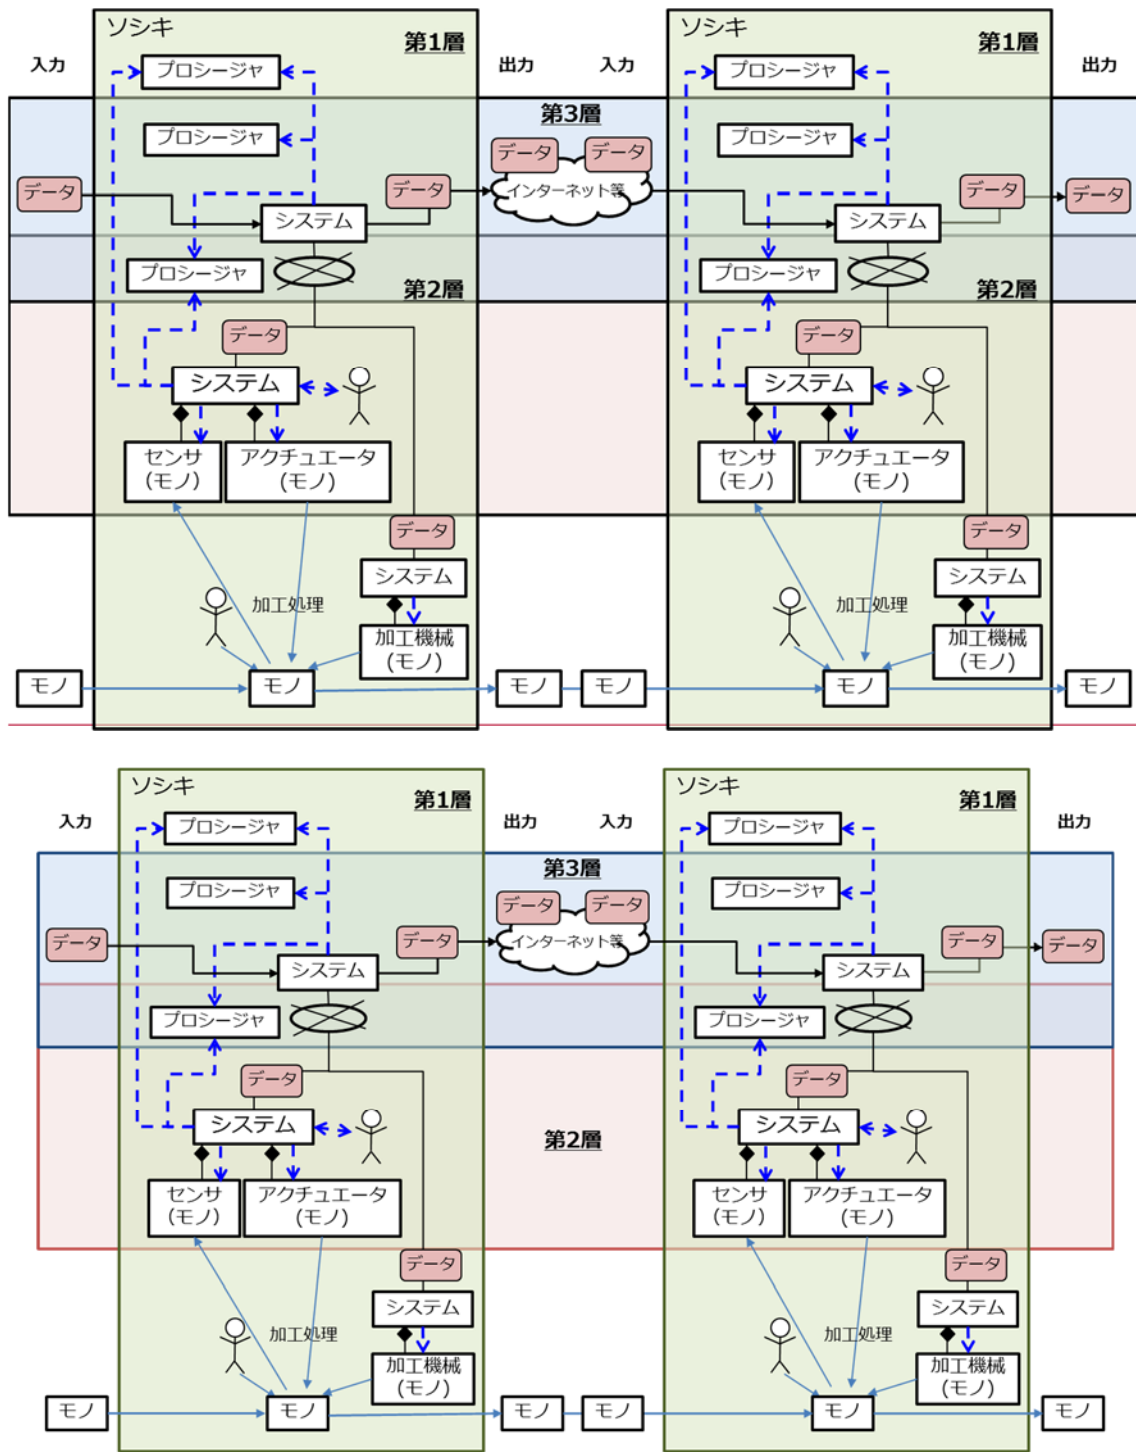 ソシキ
ソシキ
第1層
第1層
入力
プロシージャ
出力
入力
プロシージャ
出力
第3層
プロシージャ
プロシージャ
データ
データ
データ
データ
インターネット等
データ
データ
システム
システム
プロシージャ
プロシージャ
第2層
第2層
データ
データ
システム
システム
センサ
(モノ)
アクチュエータ
(モノ)
センサ
(モノ)
アクチュエータ
(モノ)
データ
データ
システム
システム
加工処理
加工処理
加工機械
(モノ)
加工機械
(モノ)
モノ
モノ
モノ
モノ
モノ
モノ
ソシキ
ソシキ
第1層
第1層
入力
プロシージャ
出力
入力
プロシージャ
出力
第3層
プロシージャ
プロシージャ
データ
データ
データ
データ
インターネット等
データ
データ
システム
システム
プロシージャ
プロシージャ
データ
データ
システム
システム
第2層
センサ
(モノ)
アクチュエータ
(モノ)
センサ
(モノ)
アクチュエータ
(モノ)
データ
データ
システム
システム
加工処理
加工処理
加工機械
(モノ)
加工機械
(モノ)
モノ
モノ
モノ
モノ
モノ
モノ